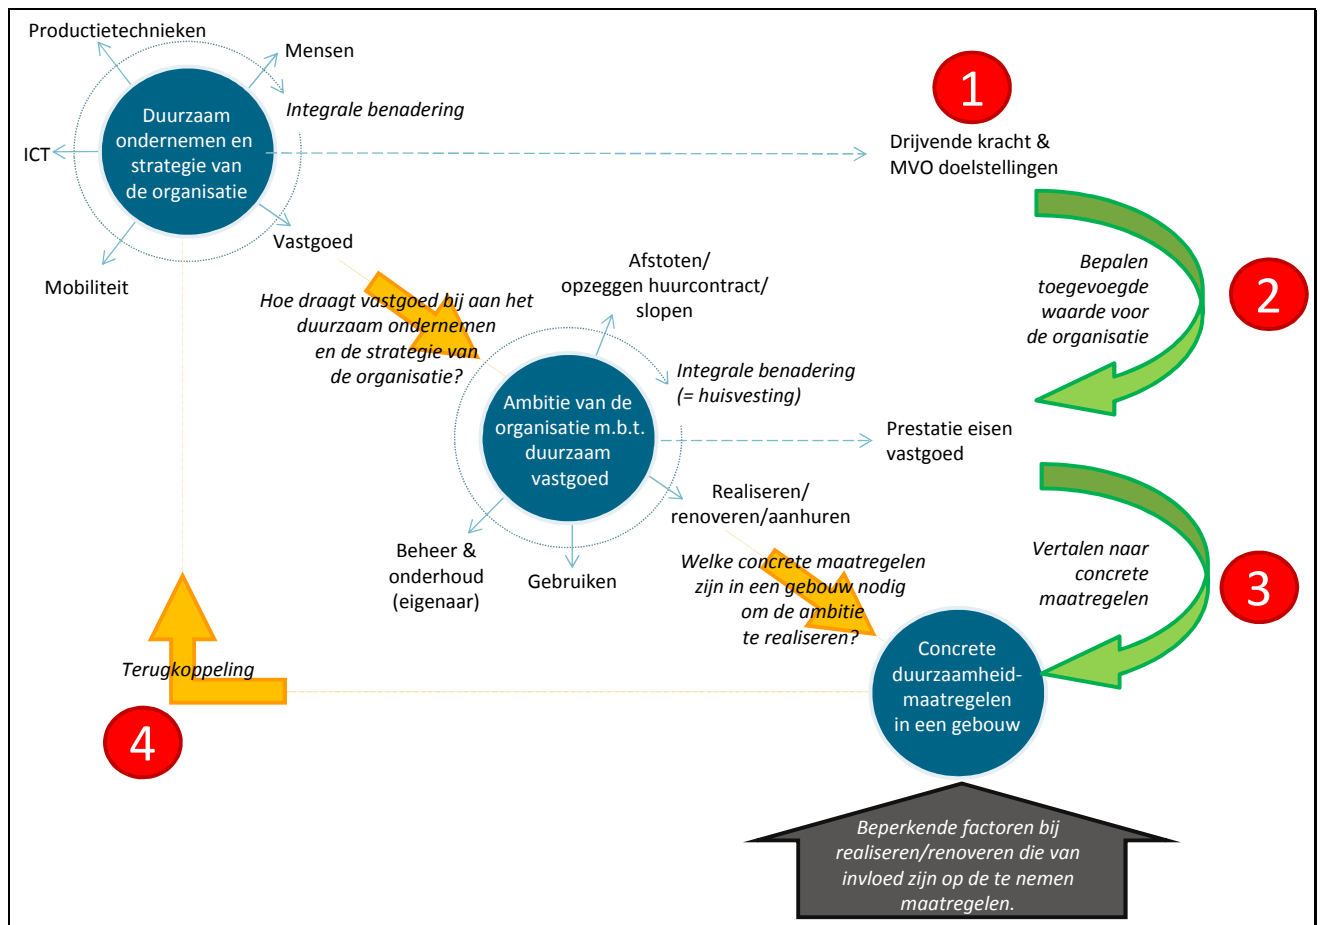 Productietechnieken
Mensen
Integrale benadering
Duurzaam
ondernemen en
strategie van
de organisatie
ICT
Mobiliteit
Vastgoed
1
Drijvende kracht &
MVO doelstellingen
Bepalen
toegevoegde
waarde voor
de organisatie
2
Hoe draagt vastgoed bij aan het
duurzaam ondernemen
en de strategie van
de organisatie?
Afstoten/
opzeggen huurcontract/
slopen
Integrale benadering
(= huisvesting)
Ambitie van de
organisatie m.b.t.
duurzaam
vastgoed
Prestatie eisen
vastgoed
Realiseren/
renoveren/aanhuren
Beheer &
onderhoud
(eigenaar)
Gebruiken
Welke concrete maatregelen
zijn in een gebouw nodig
om de ambitie
te realiseren?
Vertalen naar
concrete
maatregelen
3
Concrete
duurzaamheid-
maatregelen
in een gebouw
Terugkoppeling
4
Beperkende factoren bij
realiseren/renoveren die van
invloed zijn op de te nemen
maatregelen.